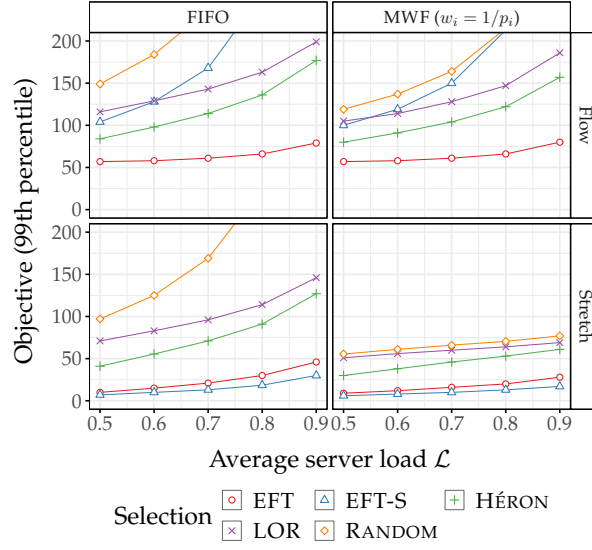 FIFO
MWF (wᵢ = 1/pᵢ)
200
150
100
50
0
Flow
200
150
100
50
0
Stretch
Objective (99th percentile)
0.5 0.6 0.7 0.8 0.9
0.5 0.6 0.7 0.8 0.9
Average server load ℒ
Selection
EFT
EFT-S
HÉRON
LOR
RANDOM